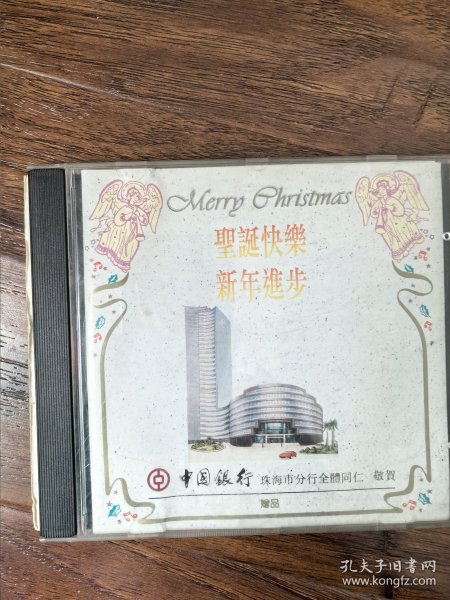 Merry Christmas
聖誕快樂
新年進步
中国銀行 珠海市分行全體同仁 敬賀
贈品
孔夫子旧书网
www.kongfz.com